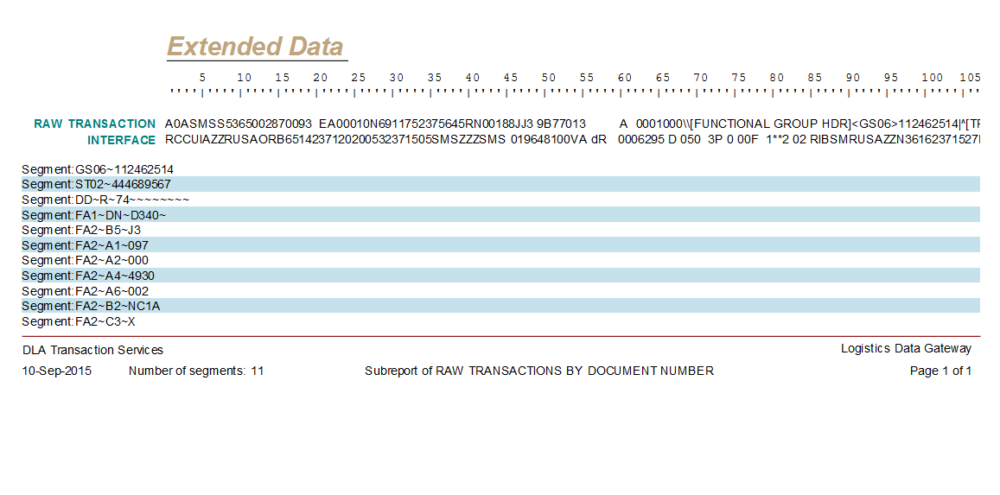 Extended Data
5 10 15 20 25 30 35 40 45 50 55 60 65 70 75 80 85 90 95 100 105
RAW TRANSACTION A0ASMSS5365002870093 EA00010N6911752375645RN00188JJ3 9B77013 A 0001000\\[FUNCTIONAL GROUP HDR]<GS06>112462514|^[TF
INTERFACE RCCUIAZZRUSAORB65142371202005323​71505SMSZZZSMS 019648100VA dR 0006295 D 050 3P 0 00F 1**2 02 RIBSMRUSAZZN36162371527
Segment:GS06~112462514
Segment:ST02~444689567
Segment:DD~R~74~~~~~~~~
Segment:FA1~DN~D340~
Segment:FA2~B5~J3
Segment:FA2~A1~097
Segment:FA2~A2~000
Segment:FA2~A4~4930
Segment:FA2~A6~002
Segment:FA2~B2~NC1A
Segment:FA2~C3~X
DLA Transaction Services Logistics Data Gateway
10-Sep-2015 Number of segments: 11 Subreport of RAW TRANSACTIONS BY DOCUMENT NUMBER Page 1 of 1